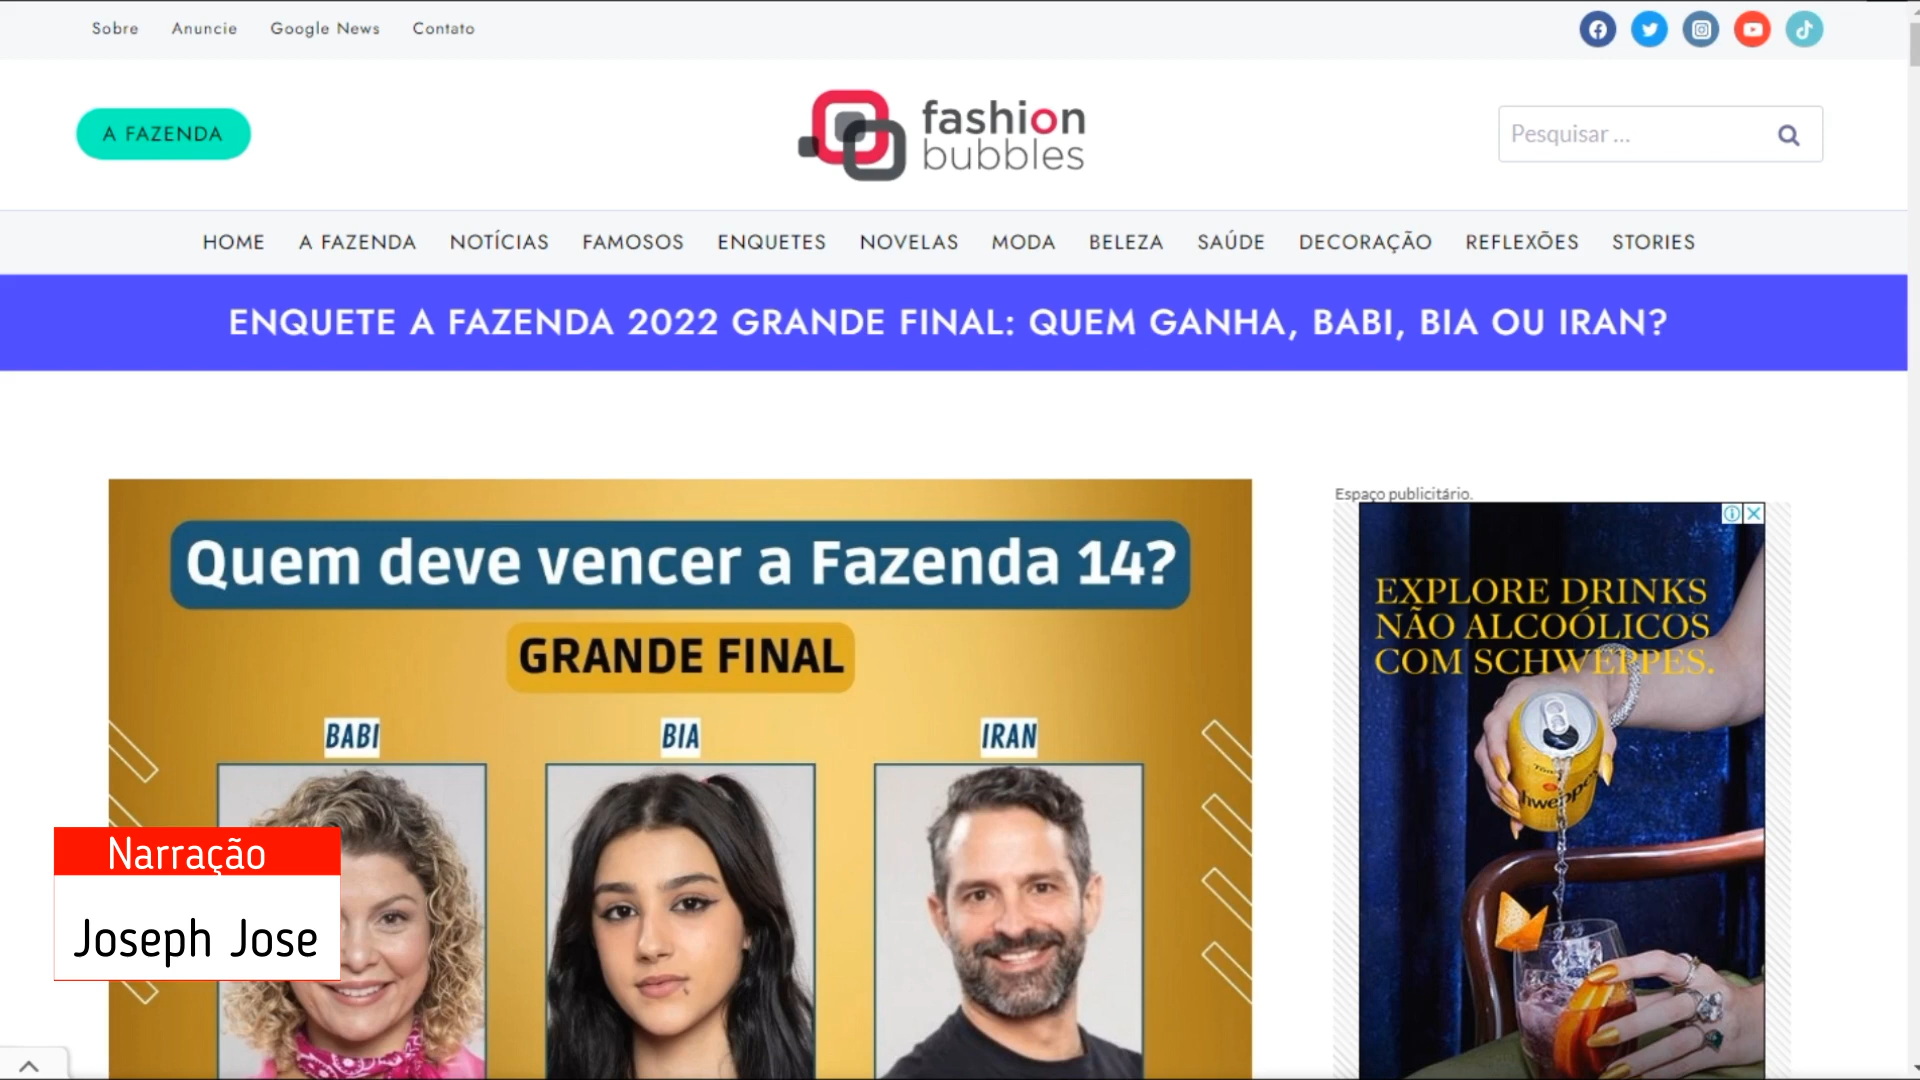 Sobre Anuncie Google News Contato
A FAZENDA
fashion
bubbles
Pesquisar ...
HOME A FAZENDA NOTÍCIAS FAMOSOS ENQUETES NOVELAS MODA BELEZA SAÚDE DECORAÇÃO REFLEXÕES STORIES
ENQUETE A FAZENDA 2022 GRANDE FINAL: QUEM GANHA, BABI, BIA OU IRAN?
Quem deve vencer a Fazenda 14?
GRANDE FINAL
BABI BIA IRAN
Narração
Joseph Jose
Espaço publicitário.
EXPLORE DRINKS
NÃO ALCOÓLICOS
COM SCHWEPPES.